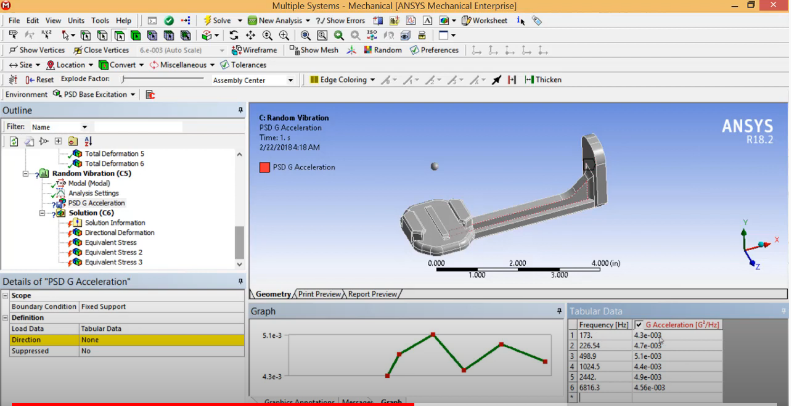 Multiple Systems - Mechanical [ANSYS Mechanical Enterprise]
File Edit View Units Tools Help Solve New Analysis ?/ Show Errors Worksheet
Show Vertices Close Vertices 6.e-003 (Auto Scale) Wireframe Show Mesh Random Preferences
Size Location Convert Miscellaneous Tolerances
Reset Explode Factor: Assembly Center Edge Coloring Thicken
Environment PSD Base Excitation
Outline
Filter: Name
Total Deformation 5
Total Deformation 6
Random Vibration (C5)
Modal (Modal)
Analysis Settings
PSD G Acceleration
Solution (C6)
Solution Information
Directional Deformation
Equivalent Stress
Equivalent Stress 2
Equivalent Stress 3
Details of "PSD G Acceleration"
Scope
Boundary Condition Fixed Support
Definition
Load Data Tabular Data
Direction None
Suppressed No
C: Random Vibration
PSD G Acceleration
Time: 1. s
2/22/2018 4:18 AM
PSD G Acceleration
ANSYS
R18.2
0.000 2.000 4.000 (in)
1.000 3.000
Y
X
Z
Geometry Print Preview Report Preview
Graph
5.1e-3
4.3e-3
Graphics Annotations Messages Graph
Tabular Data
Frequency [Hz] G Acceleration [G²/Hz]
1 173. 4.3e-003
2 226.54 4.7e-003
3 498.9 5.1e-003
4 1024.5 4.4e-003
5 2442. 4.9e-003
6 6816.3 4.56e-003
*